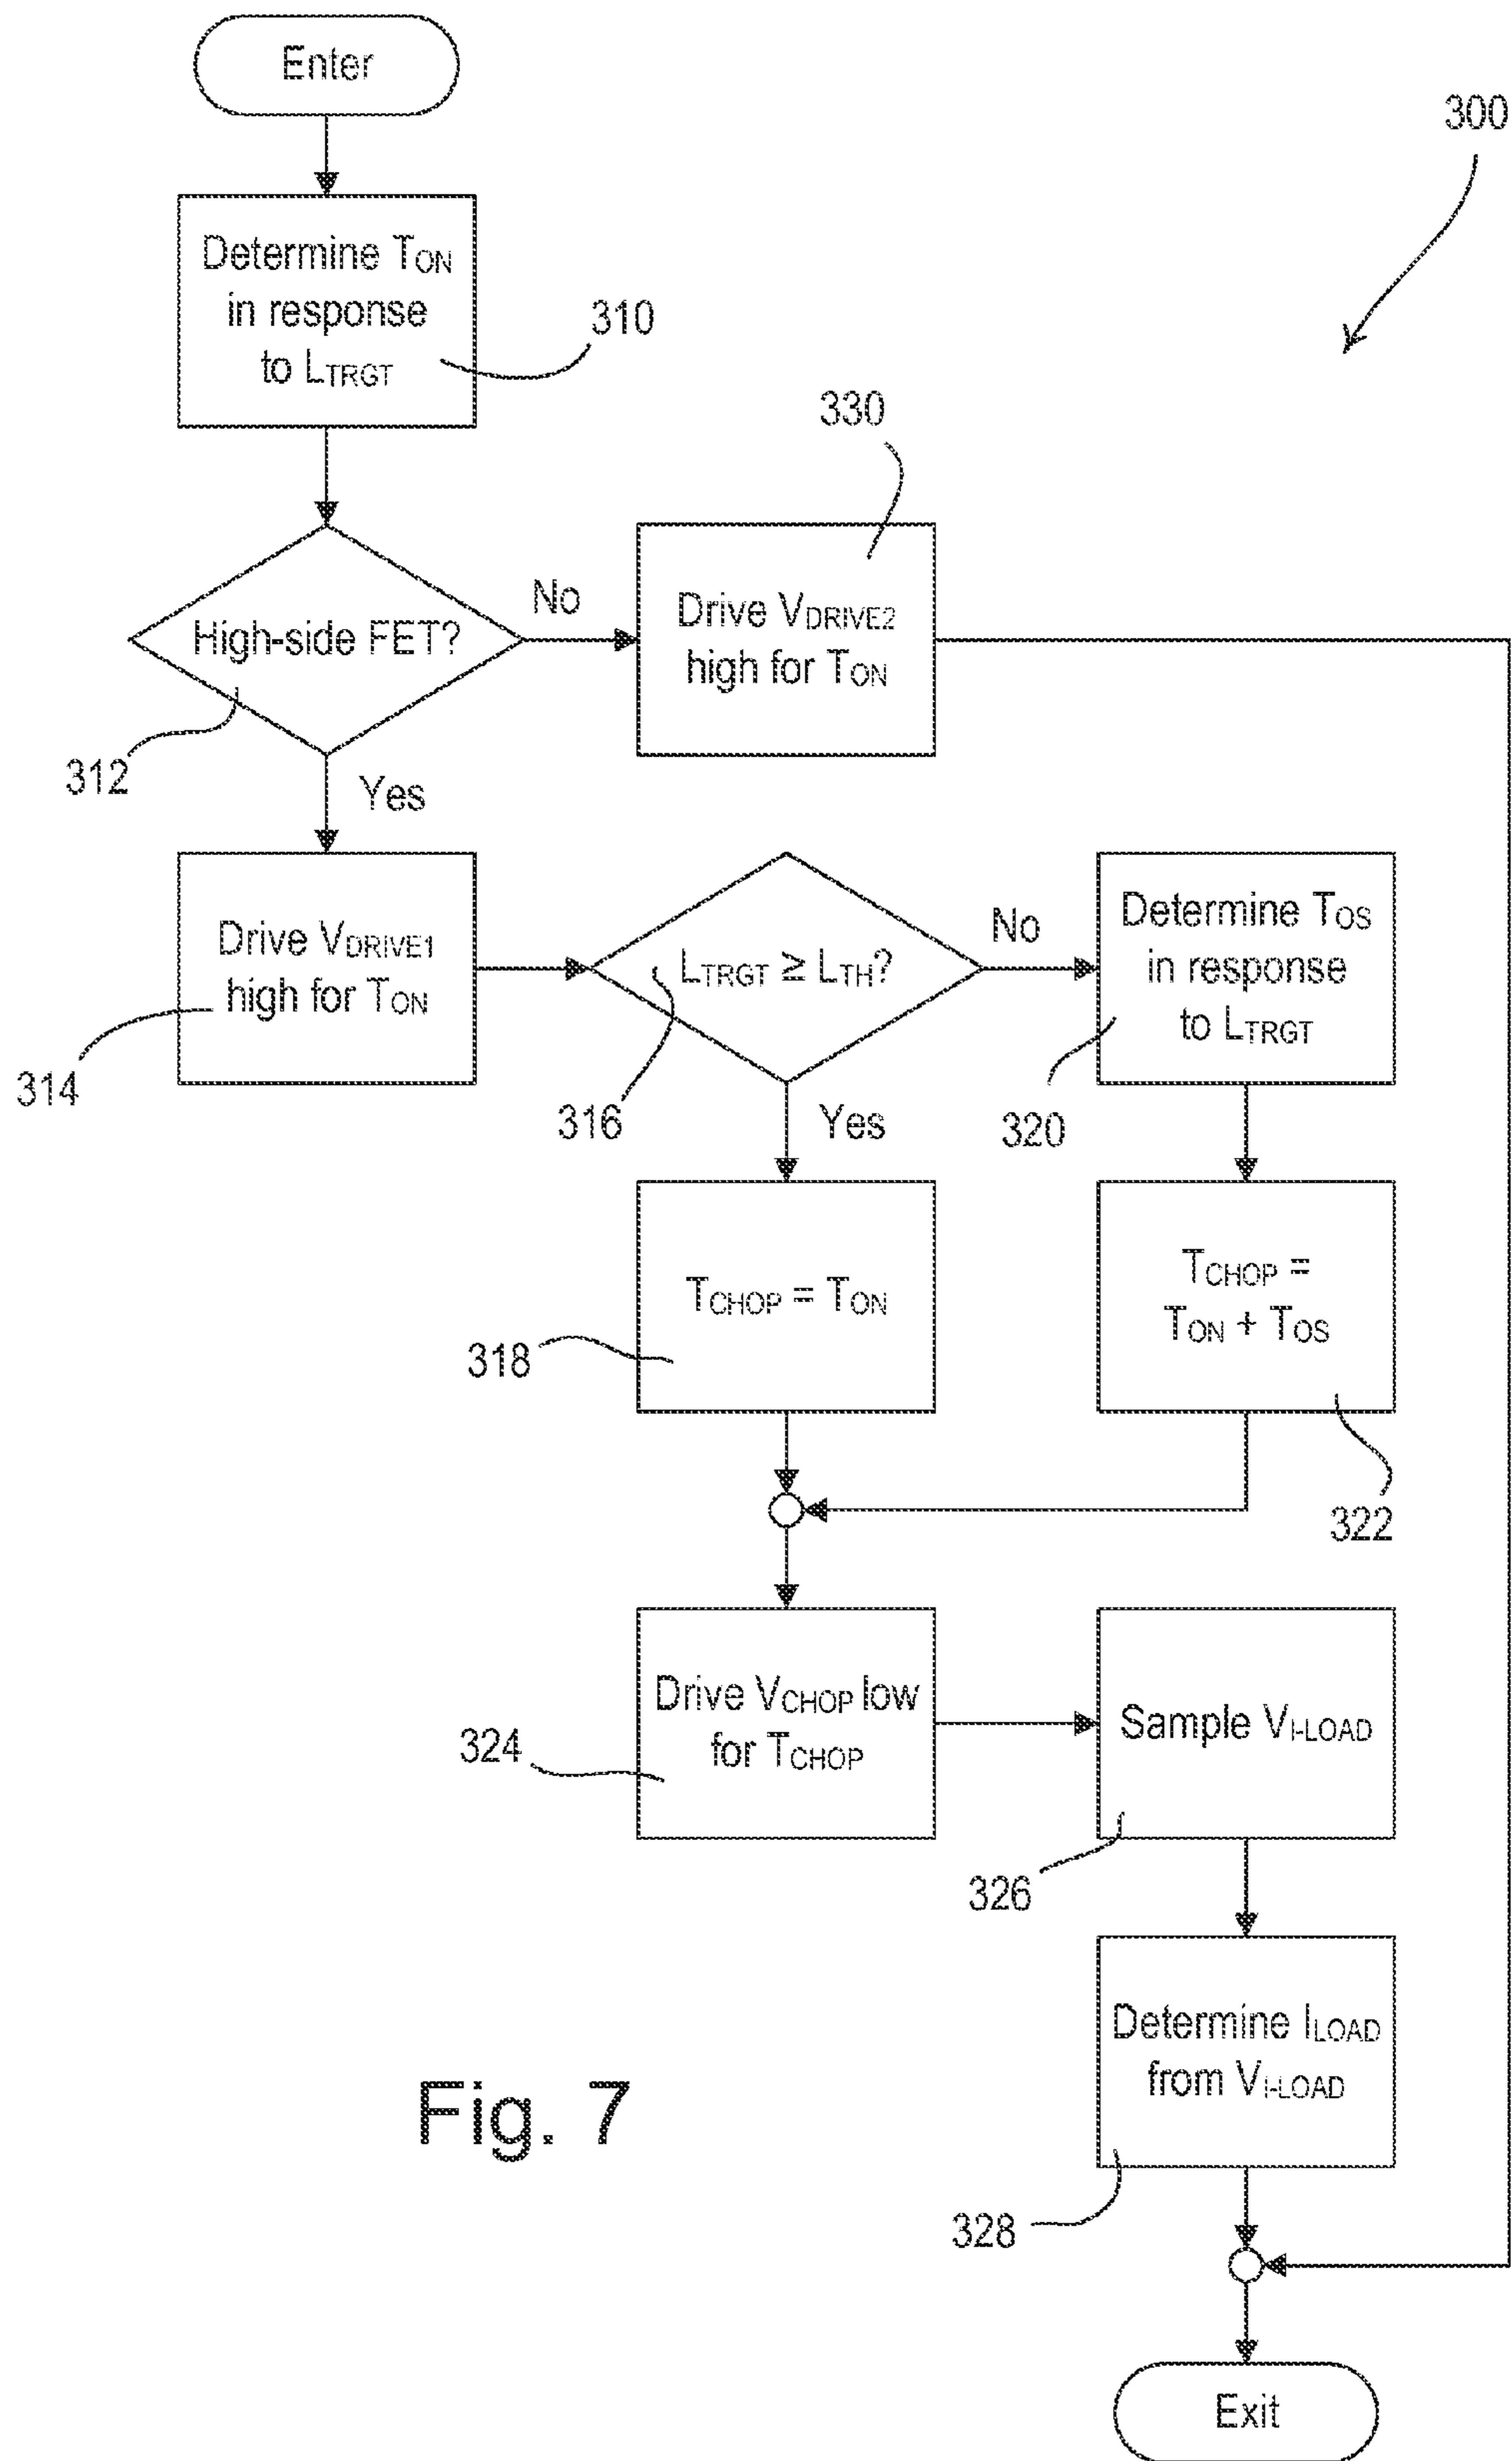 Enter
300
Determine TON
in response
to LTRGT
310
330
High-side FET?
No
Drive VDRIVE2
high for TON
312
Yes
Drive VDRIVE1
high for TON
314
LTRGT ≥ LTH?
316
No
Determine TOS
in response
to LTRGT
320
Yes
TCHOP = TON
318
TCHOP =
TON + TOS
322
Drive VCHOP low
for TCHOP
324
Sample VI-LOAD
326
Determine ILOAD
from VI-LOAD
328
Fig. 7
Exit